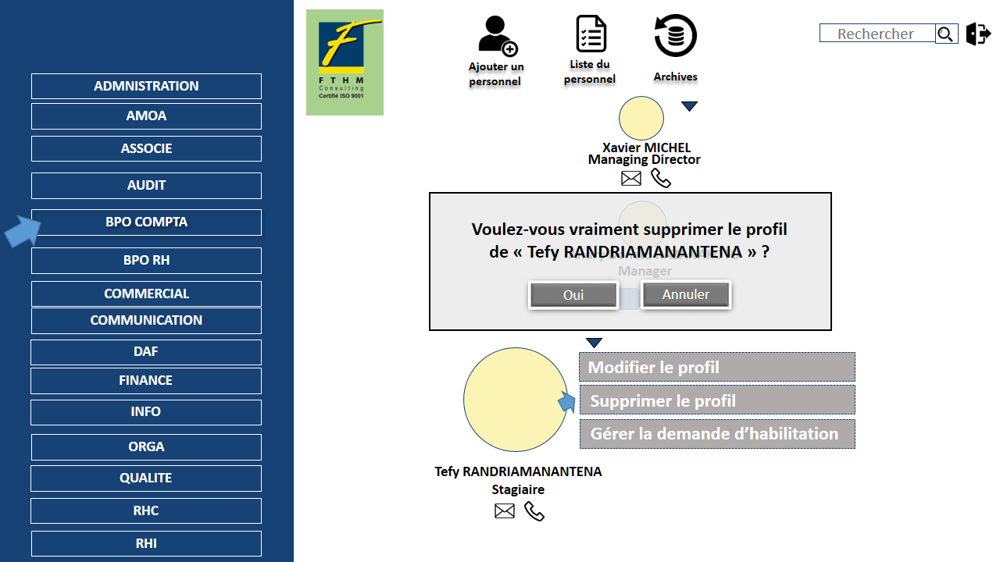 ADMNISTRATION
AMOA
ASSOCIE
AUDIT
BPO COMPTA
BPO RH
COMMERCIAL
COMMUNICATION
DAF
FINANCE
INFO
ORGA
QUALITE
RHC
RHI
F
FTHM
Consulting
Certifié ISO 9001
Ajouter un
personnel
Liste du
personnel
Archives
Rechercher
Xavier MICHEL
Managing Director
Voulez-vous vraiment supprimer le profil
de « Tefy RANDRIAMANANTENA » ?
Manager
Oui
Annuler
Modifier le profil
Supprimer le profil
Gérer la demande d’habilitation
Tefy RANDRIAMANANTENA
Stagiaire